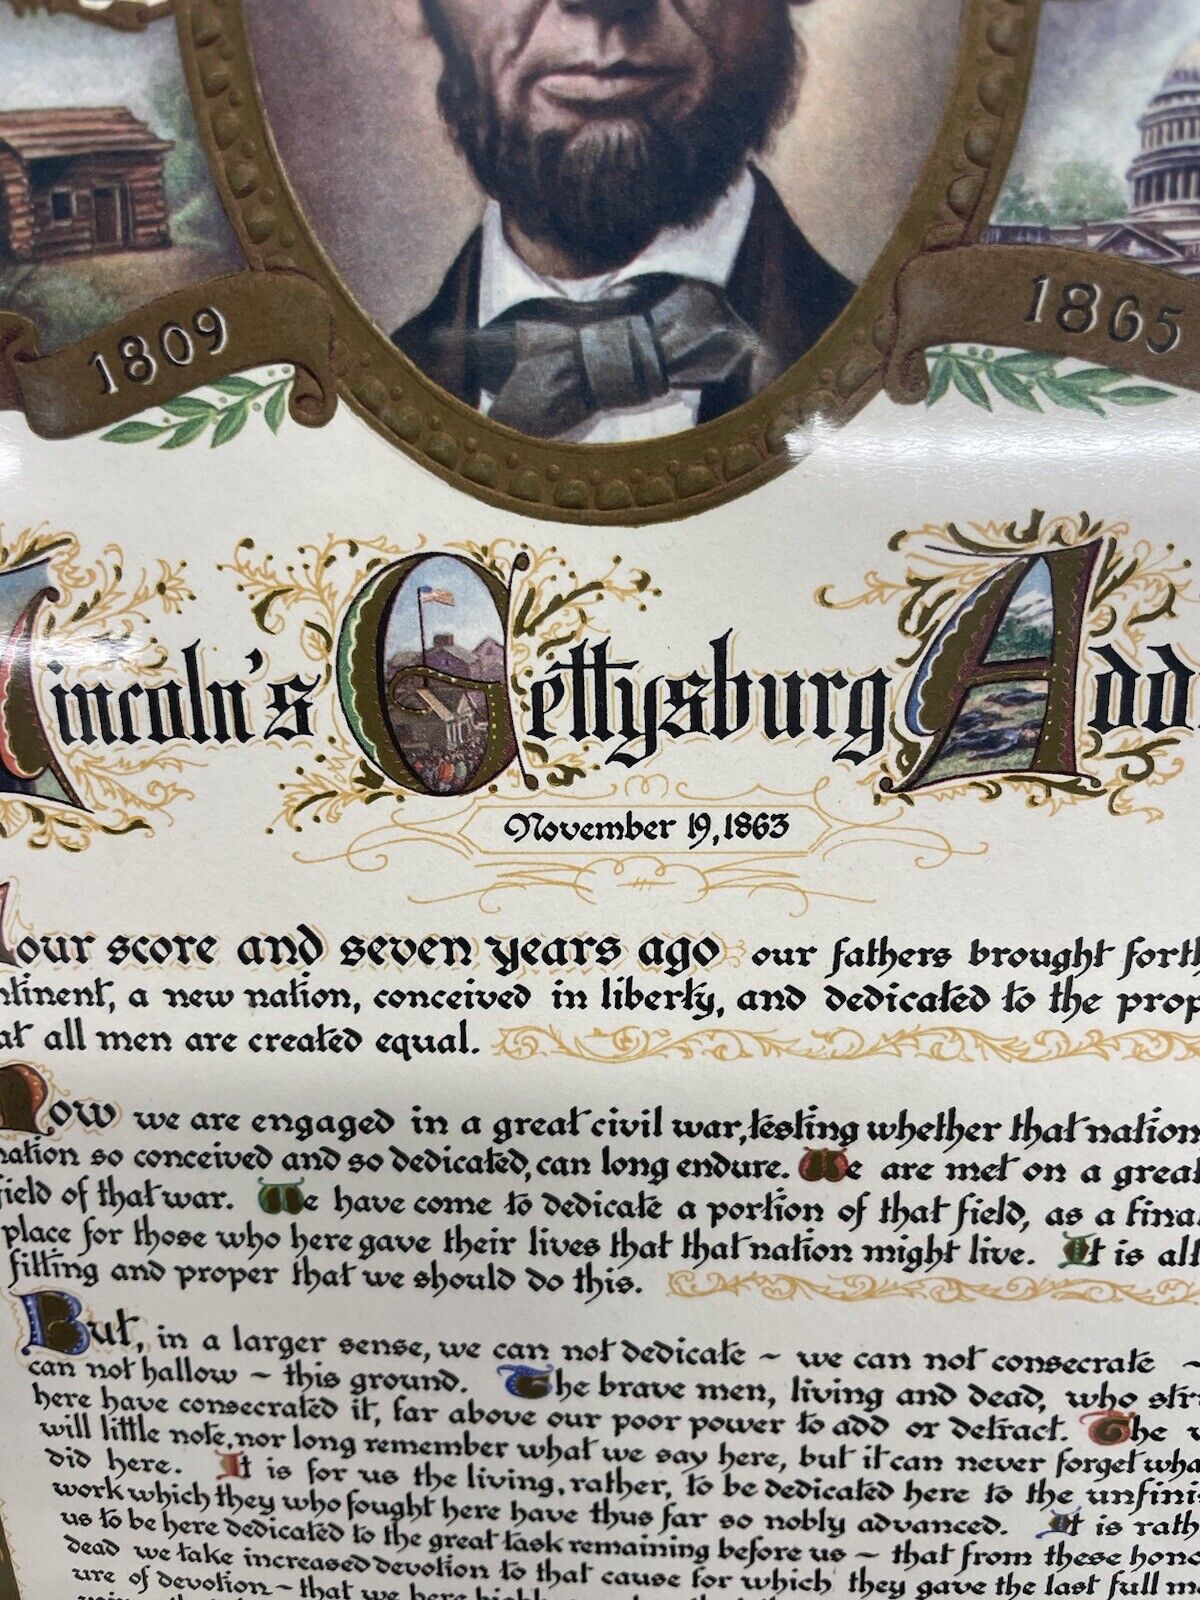 1809
1865
Lincoln's Gettysburg Add
November 19, 1863
our score and seven years ago our fathers brought forth
tinent, a new nation, conceived in liberty, and dedicated to the prop
at all men are created equal.
Now we are engaged in a great civil war, testing whether that nation
nation so conceived and so dedicated, can long endure. We are met on a great
field of that war. We have come to dedicate a portion of that field, as a final
place for those who here gave their lives that that nation might live. It is alt
fitting and proper that we should do this.
But, in a larger sense, we can not dedicate ~ we can not consecrate ~
can not hallow ~ this ground. The brave men, living and dead, who str
here have consecrated it, far above our poor power to add or detract. The w
will little note, nor long remember what we say here, but it can never forget wha
did here. It is for us the living, rather, to be dedicated here to the unfini
work which they who fought here have thus far so nobly advanced. It is rath
us to be here dedicated to the great task remaining before us ~ that from these hono
dead we take increased devotion to that cause for which they gave the last full m
ure of devotion ~ that we here highly